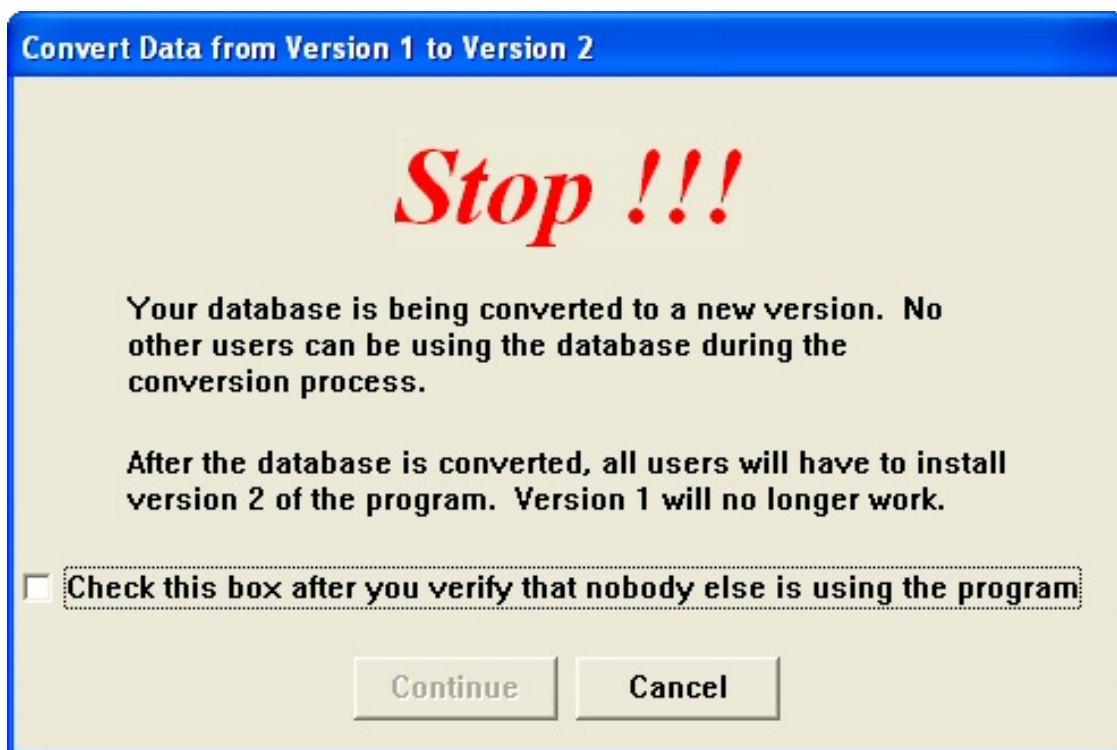 Convert Data from Version 1 to Version 2
Stop !!!
Your database is being converted to a new version.  No
other users can be using the database during the
conversion process.
After the database is converted, all users will have to install
version 2 of the program.  Version 1 will no longer work.
Check this box after you verify that nobody else is using the program
Continue
Cancel